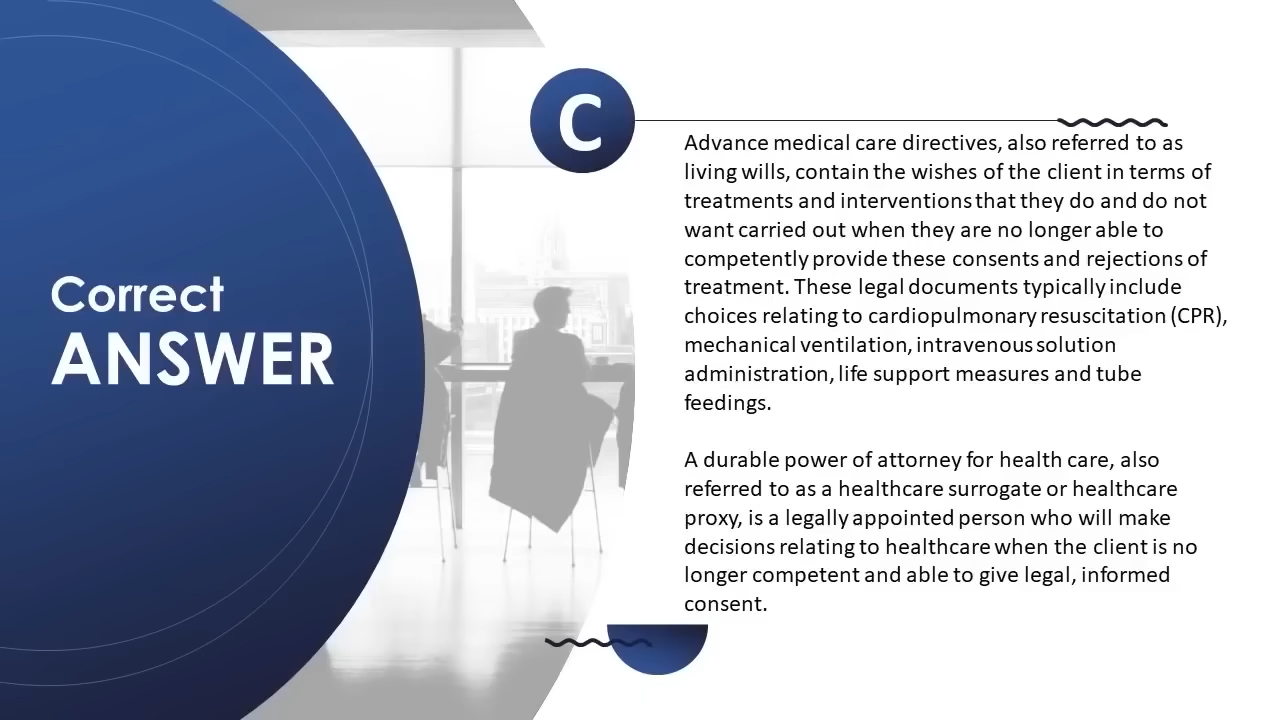 Correct
ANSWER
C
Advance medical care directives, also referred to as
living wills, contain the wishes of the client in terms of
treatments and interventions that they do and do not
want carried out when they are no longer able to
competently provide these consents and rejections of
treatment. These legal documents typically include
choices relating to cardiopulmonary resuscitation (CPR),
mechanical ventilation, intravenous solution
administration, life support measures and tube
feedings.
A durable power of attorney for health care, also
referred to as a healthcare surrogate or healthcare
proxy, is a legally appointed person who will make
decisions relating to healthcare when the client is no
longer competent and able to give legal, informed
consent.